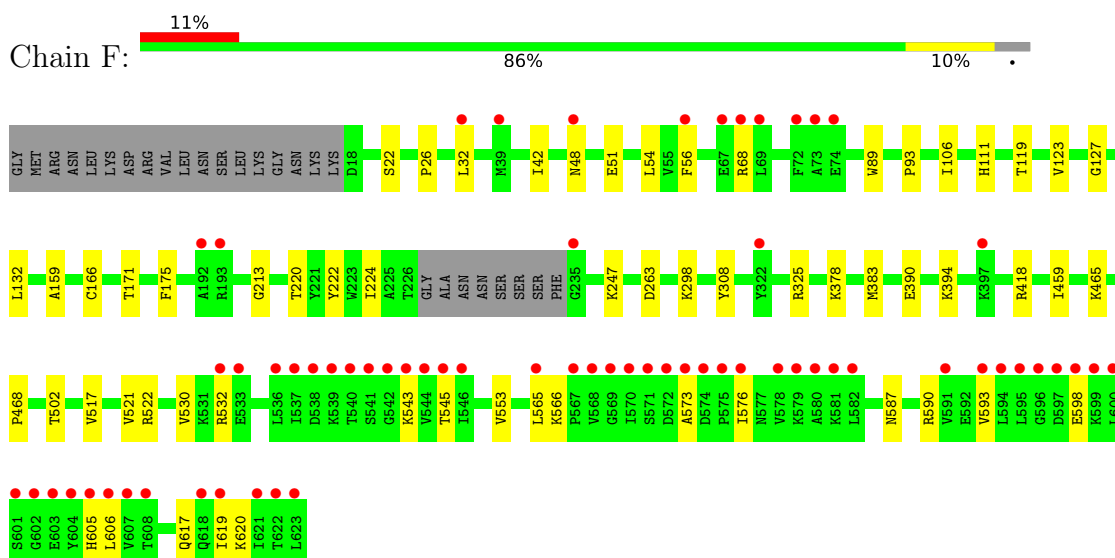 11%
Chain F:
86%
10%
•
GLY MET ARG ASN LEU LYS ASP ARG VAL LEU ASN SER LEU LYS GLY ASN LYS LYS D18 S22 P26 L32 M39 I42 N48 E51 L54 V55 F56 E67 R68 L69 F72 A73 E74 W89 P93 I106 H111 T119 V123 G127
L132 A159 C166 T171 F175 A192 R193 G213 T220 Y221 Y222 W223 I224 A225 T226 GLY ALA ASN ASN SER SER SER PHE G235 K247 D263 K298 Y308 Y322 R325 K378 M383 E390 K394 K397 R418 I459 K465
P468 T502 V517 V521 R522 V530 K531 R532 E533 L536 I537 D538 K539 T540 S541 G542 K543 V544 T545 I546 V553 L565 K566 P567 V568 G569 I570 S571 D572 A573 D574 P575 I576 N577 V578 K579 A580 K581 L582 N587 R590 V591 E592 V593 L594 L595 G596 D597 E598 K599 L600
S601 G602 E603 Y604 H605 L606 V607 T608 Q617 Q618 I619 K620 I621 T622 L623